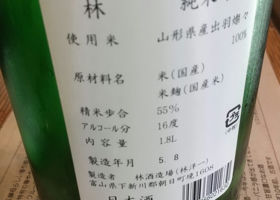 林 純米
使用米 山形県産出羽燦々
100%
原材料名 米(国産)
米麹(国産米)
精米歩合 55%
アルコール分 16度
内容量 1.8L
製造年月 5.8
製造者 林酒造場(林洋一)
富山県下新川郡朝日町境1608
日本酒